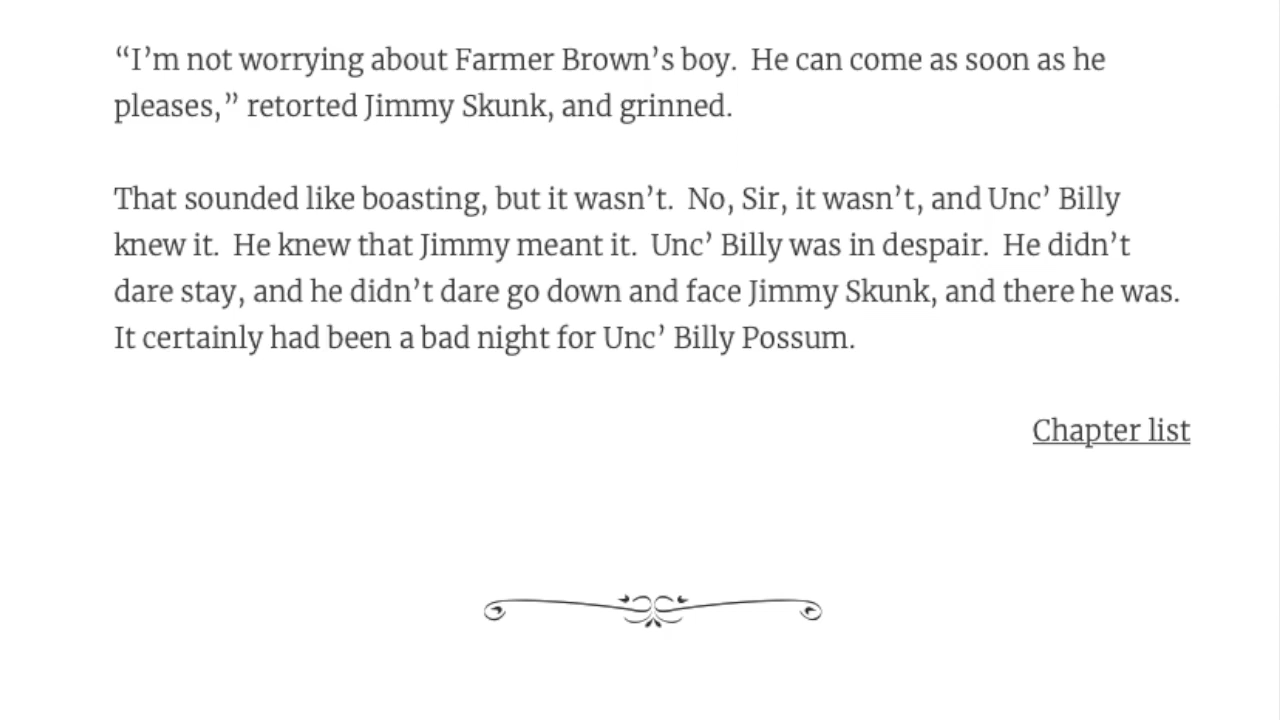 “I’m not worrying about Farmer Brown’s boy.  He can come as soon as he
pleases,” retorted Jimmy Skunk, and grinned.
That sounded like boasting, but it wasn’t.  No, Sir, it wasn’t, and Unc’ Billy
knew it.  He knew that Jimmy meant it.  Unc’ Billy was in despair.  He didn’t
dare stay, and he didn’t dare go down and face Jimmy Skunk, and there he was.
It certainly had been a bad night for Unc’ Billy Possum.
Chapter list